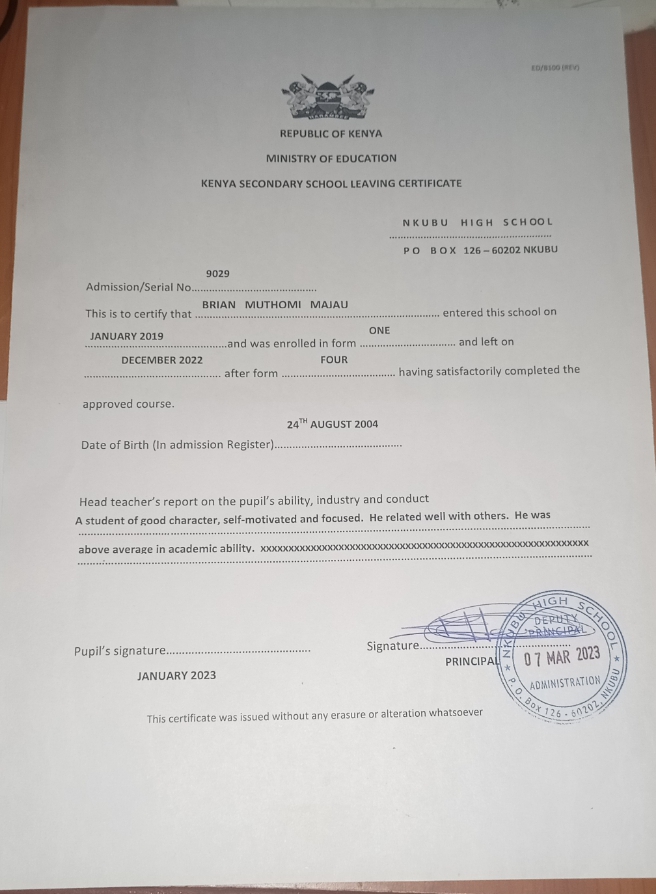 ED/8500 (REV)
REPUBLIC OF KENYA
MINISTRY OF EDUCATION
KENYA SECONDARY SCHOOL LEAVING CERTIFICATE
NKUBU HIGH SCHOOL
PO BOX 126 – 60202 NKUBU
9029
Admission/Serial No.......................................
BRIAN MUTHOMI MAJAU
This is to certify that ........................................................................ entered this school on
JANUARY 2019 ONE
..........................................and was enrolled in form ............................ and left on
DECEMBER 2022 FOUR
........................................ after form ................................. having satisfactorily completed the
approved course.
24TH AUGUST 2004
Date of Birth (In admission Register)......................................
Head teacher's report on the pupil's ability, industry and conduct
A student of good character, self-motivated and focused. He related well with others. He was
above average in academic ability. xxxxxxxxxxxxxxxxxxxxxxxxxxxxxxxxxxxxxxxxxxxxxxxxxxxxxxxxxxxxx
Pupil's signature...........................................
Signature............................................
PRINCIPAL
JANUARY 2023
NKUBU HIGH SCHOOL
DEPUTY
PRINCIPAL
07 MAR 2023
ADMINISTRATION
P.O. Box 126 - 60202, NKUBU
This certificate was issued without any erasure or alteration whatsoever